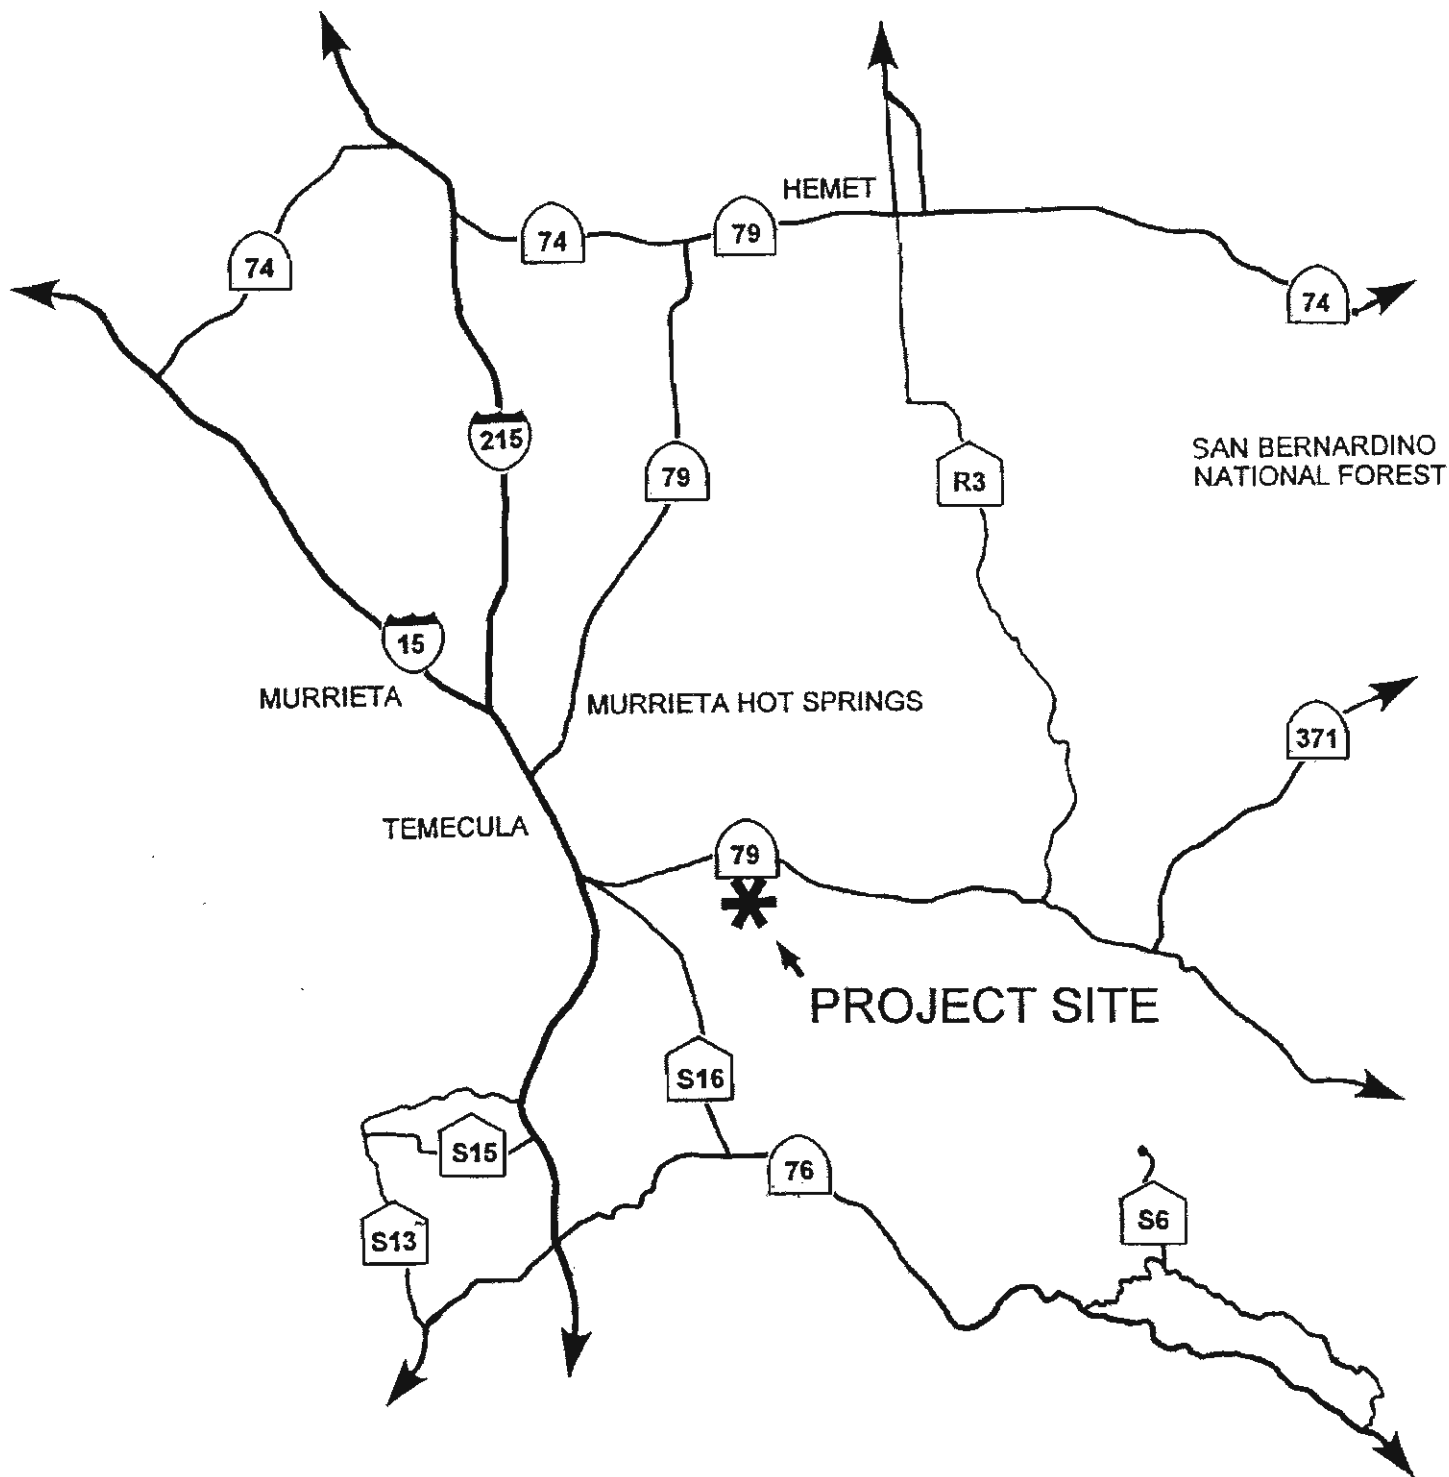 HEMET
74
79
74
74
215
79
R3
SAN BERNARDINO
NATIONAL FOREST
15
MURRIETA
MURRIETA HOT SPRINGS
371
TEMECULA
79
PROJECT SITE
S16
S15
76
S13
S6